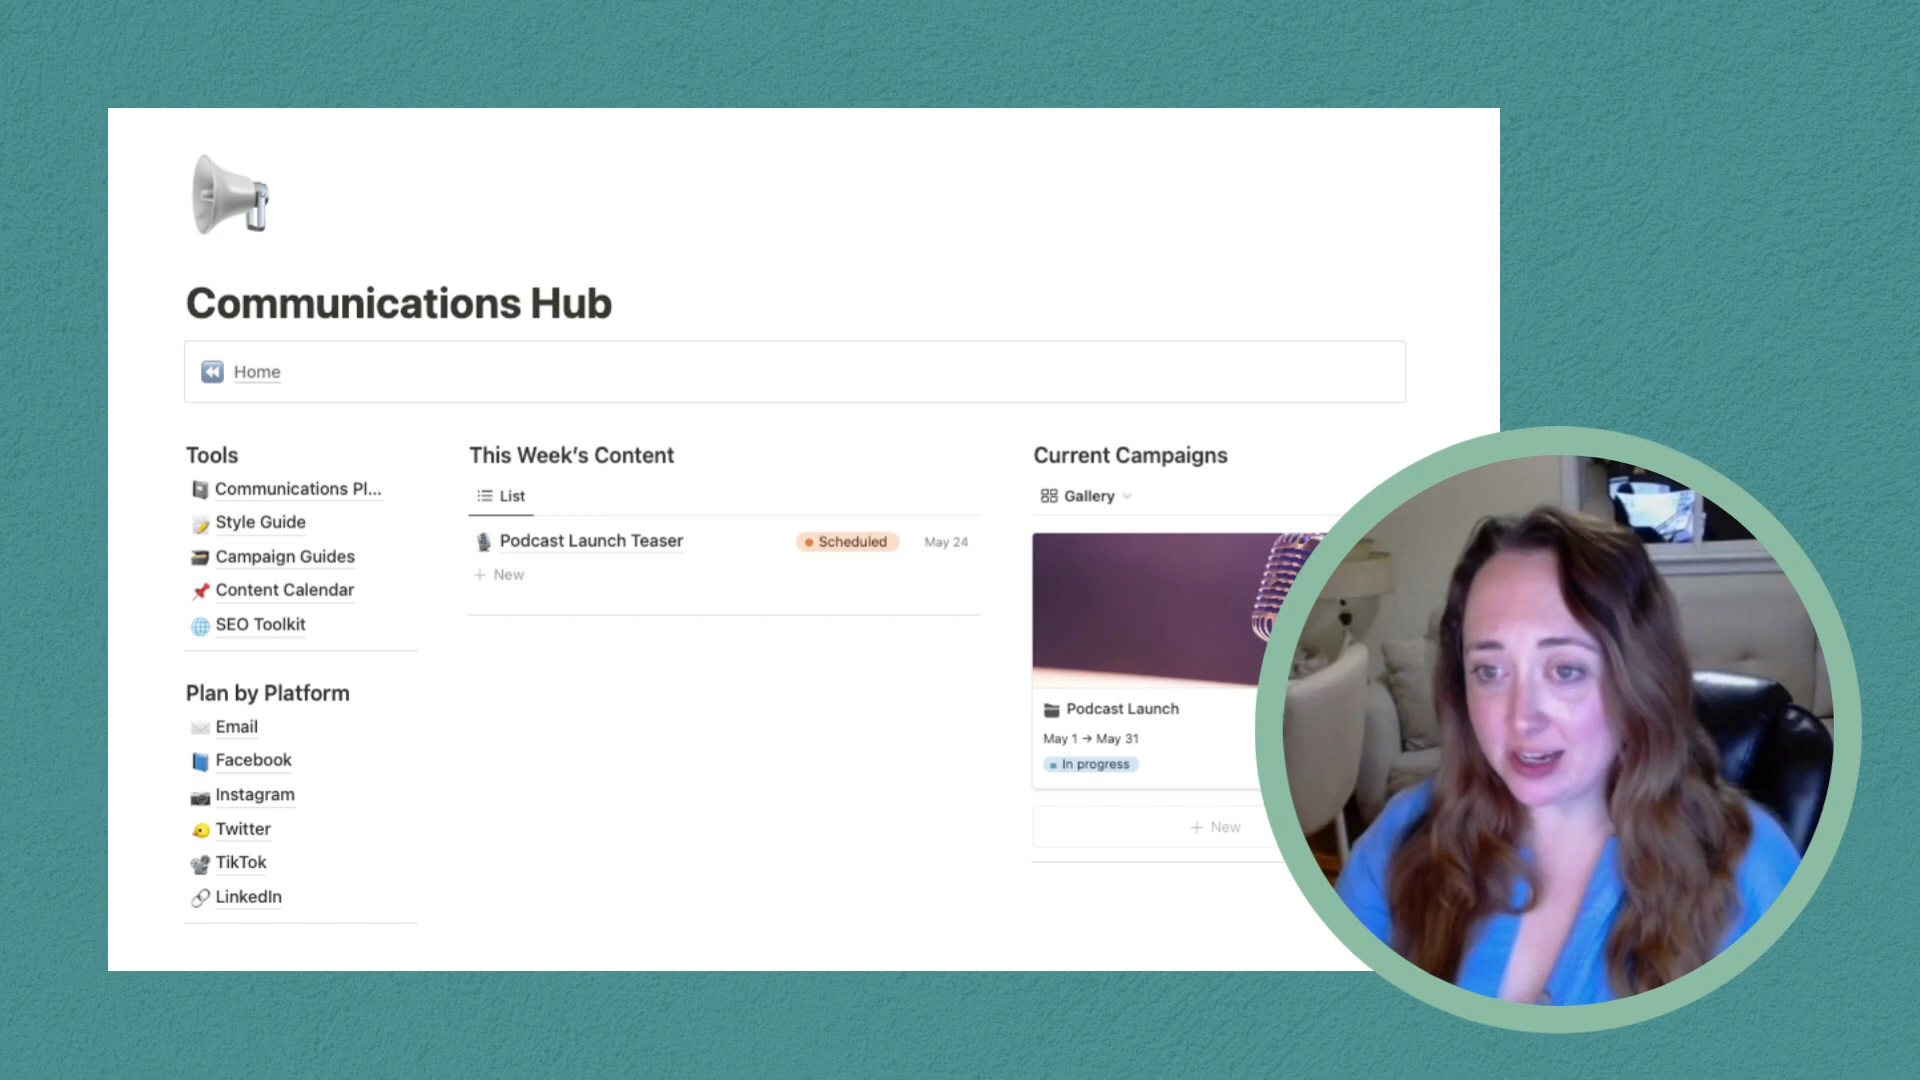 Communications Hub
Home
Tools
Communications Pl...
Style Guide
Campaign Guides
Content Calendar
SEO Toolkit
Plan by Platform
Email
Facebook
Instagram
Twitter
TikTok
LinkedIn
This Week's Content
List
Podcast Launch Teaser Scheduled May 24
+ New
Current Campaigns
Gallery
Podcast Launch
May 1 → May 31
In progress
+ New